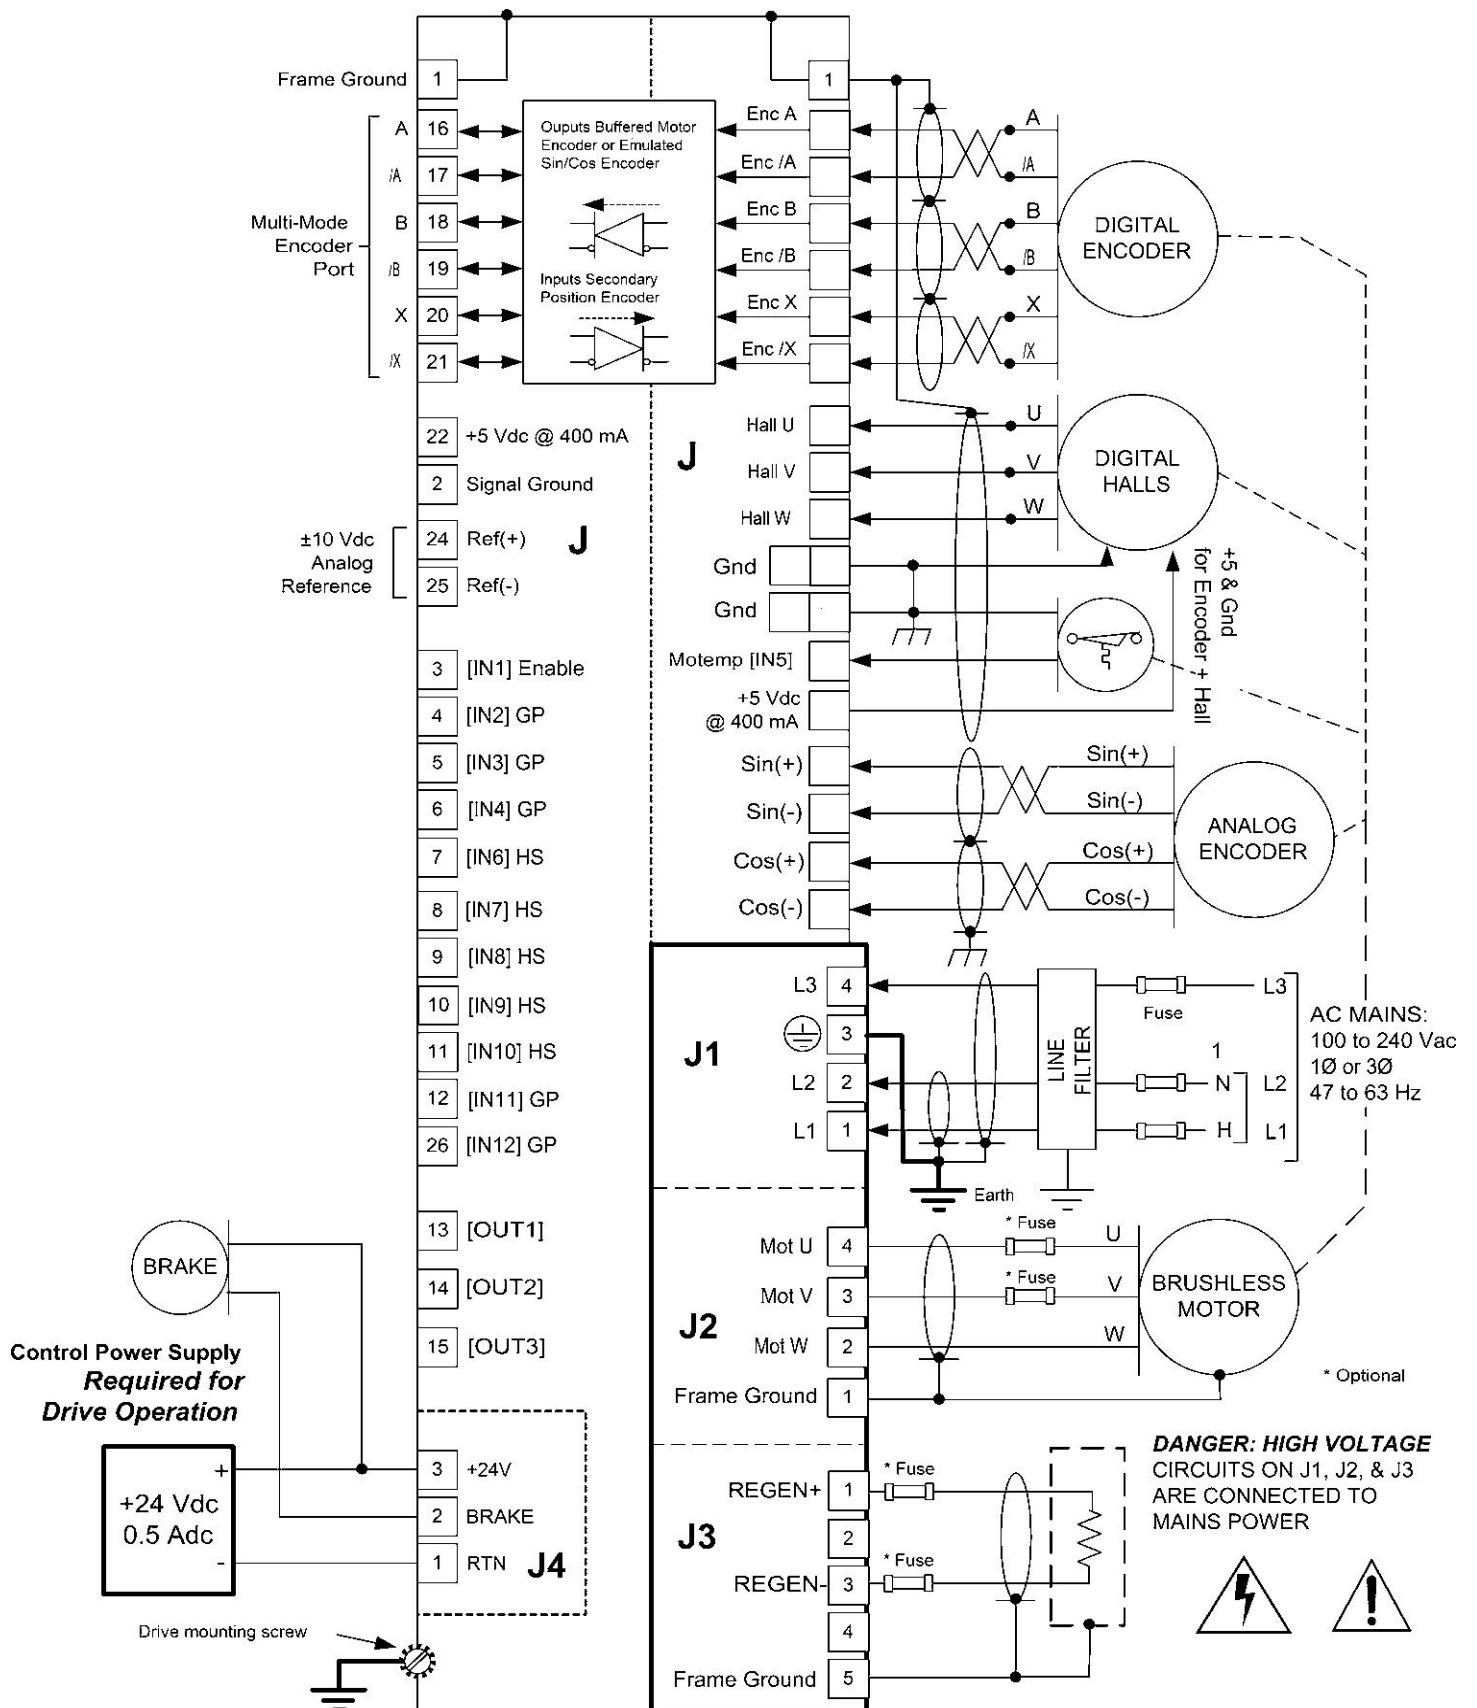 Frame Ground 1
1
Multi-Mode
Encoder
Port
A 16
/A 17
B 18
/B 19
X 20
/X 21
Ouputs Buffered Motor
Encoder or Emulated
Sin/Cos Encoder
Inputs Secondary
Position Encoder
Enc A
Enc /A
Enc B
Enc /B
Enc X
Enc /X
A
/A
B
/B
X
/X
DIGITAL
ENCODER
22 +5 Vdc @ 400 mA
2 Signal Ground
±10 Vdc
Analog
Reference
24 Ref(+)
25 Ref(-)
J
J
Hall U
Hall V
Hall W
U
V
W
DIGITAL
HALLS
Gnd
Gnd
Motemp [IN5]
+5 Vdc
@ 400 mA
+5 & Gnd
for Encoder + Hall
Sin(+)
Sin(-)
Cos(+)
Cos(-)
Sin(+)
Sin(-)
Cos(+)
Cos(-)
ANALOG
ENCODER
3 [IN1] Enable
4 [IN2] GP
5 [IN3] GP
6 [IN4] GP
7 [IN6] HS
8 [IN7] HS
9 [IN8] HS
10 [IN9] HS
11 [IN10] HS
12 [IN11] GP
26 [IN12] GP
13 [OUT1]
14 [OUT2]
15 [OUT3]
J1
L3 4
3
L2 2
L1 1
LINE
FILTER
Fuse
L3
1
N
L2
H
L1
AC MAINS:
100 to 240 Vac
1Ø or 3Ø
47 to 63 Hz
Earth
J2
Mot U 4
Mot V 3
Mot W 2
Frame Ground 1
* Fuse
* Fuse
U
V
W
BRUSHLESS
MOTOR
* Optional
BRAKE
Control Power Supply
Required for
Drive Operation
+
+24 Vdc
0.5 Adc
-
3 +24V
2 BRAKE
1 RTN
J4
Drive mounting screw
J3
REGEN+ 1
2
REGEN- 3
4
Frame Ground 5
* Fuse
* Fuse
DANGER: HIGH VOLTAGE
CIRCUITS ON J1, J2, & J3
ARE CONNECTED TO
MAINS POWER